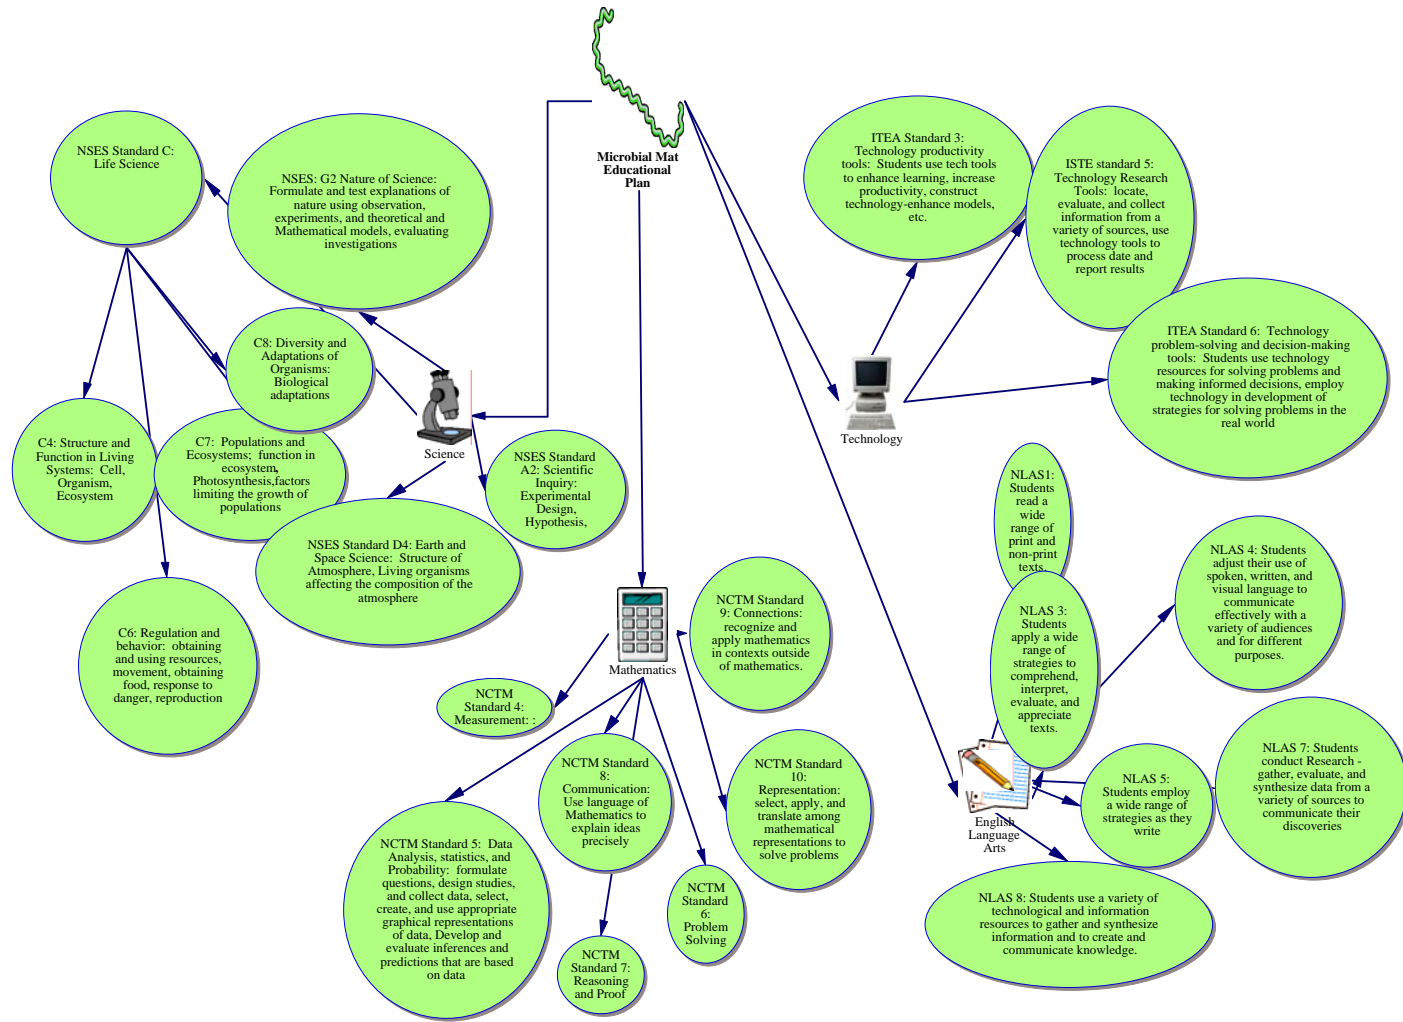 Microbial Mat
Educational
Plan
NSES Standard C:
Life Science
NSES: G2 Nature of Science:
Formulate and test explanations of
nature using observation,
experiments, and theoretical and
Mathematical models, evaluating
investigations
C8: Diversity and
Adaptations of
Organisms:
Biological
adaptations
C4: Structure and
Function in Living
Systems: Cell,
Organism,
Ecosystem
C7: Populations and
Ecosystems; function in
ecosystem,
Photosynthesis,factors
limiting the growth of
populations
Science
NSES Standard
A2: Scientific
Inquiry:
Experimental
Design,
Hypothesis,
NSES Standard D4: Earth and
Space Science: Structure of
Atmosphere, Living organisms
affecting the composition of the
atmosphere
C6: Regulation and
behavior: obtaining
and using resources,
movement, obtaining
food, response to
danger, reproduction
ITEA Standard 3:
Technology productivity
tools: Students use tech tools
to enhance learning, increase
productivity, construct
technology-enhance models,
etc.
ISTE standard 5:
Technology Research
Tools: locate,
evaluate, and collect
information from a
variety of sources, use
technology tools to
process date and
report results
ITEA Standard 6: Technology
problem-solving and decision-making
tools: Students use technology
resources for solving problems and
making informed decisions, employ
technology in development of
strategies for solving problems in the
real world
Technology
Mathematics
NCTM Standard
9: Connections:
recognize and
apply mathematics
in contexts outside
of mathematics.
NCTM
Standard 4:
Measurement: :
NCTM Standard
8:
Communication:
Use language of
Mathematics to
explain ideas
precisely
NCTM Standard
10:
Representation:
select, apply, and
translate among
mathematical
representations to
solve problems
NCTM Standard 5: Data
Analysis, statistics, and
Probability: formulate
questions, design studies,
and collect data, select,
create, and use appropriate
graphical representations
of data, Develop and
evaluate inferences and
predictions that are based
on data
NCTM
Standard
6:
Problem
Solving
NCTM
Standard 7:
Reasoning
and Proof
NLAS1:
Students
read a
wide
range of
print and
non-print
texts.
NLAS 3:
Students
apply a wide
range of
strategies to
comprehend,
interpret,
evaluate, and
appreciate
texts.
NLAS 4: Students
adjust their use of
spoken, written, and
visual language to
communicate
effectively with a
variety of audiences
and for different
purposes.
English
Language
Arts
NLAS 5:
Students employ
a wide range of
strategies as they
write
NLAS 7: Students
conduct Research -
gather, evaluate, and
synthesize data from a
variety of sources to
communicate their
discoveries
NLAS 8: Students use a variety of
technological and information
resources to gather and synthesize
information and to create and
communicate knowledge.